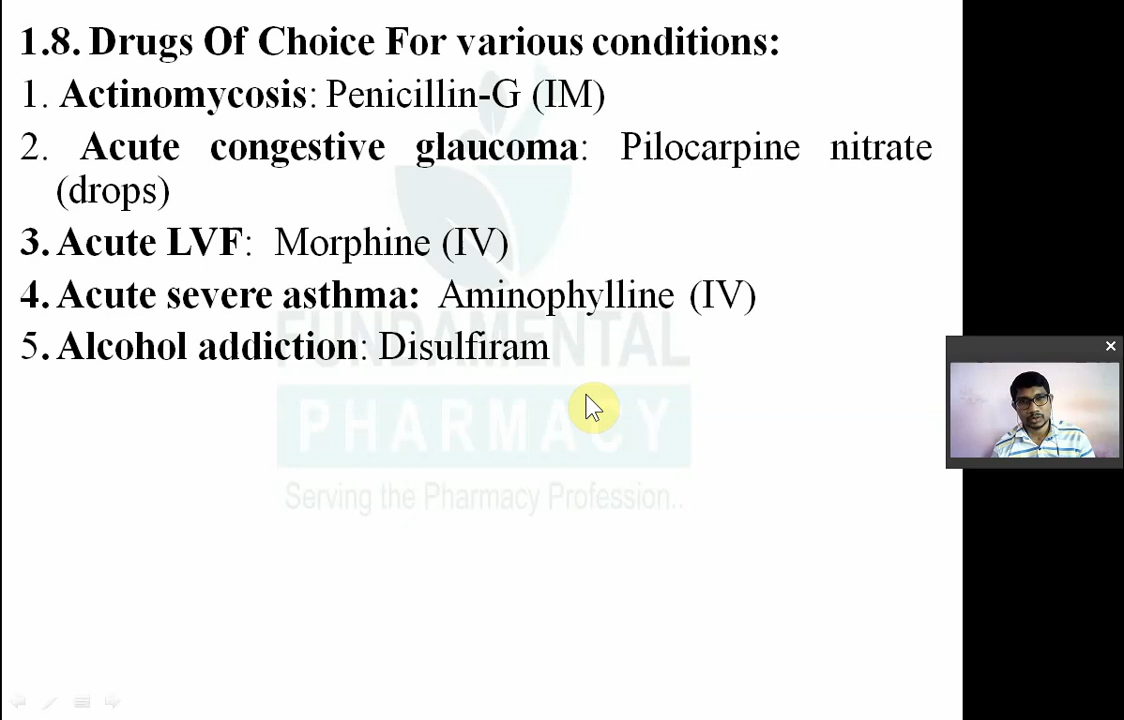 1.8. Drugs Of Choice For various conditions:
1. Actinomycosis: Penicillin-G (IM)
2. Acute congestive glaucoma: Pilocarpine nitrate
(drops)
3. Acute LVF: Morphine (IV)
4. Acute severe asthma: Aminophylline (IV)
5. Alcohol addiction: Disulfiram
FUNDAMENTAL
PHARMACY
Serving the Pharmacy Profession..